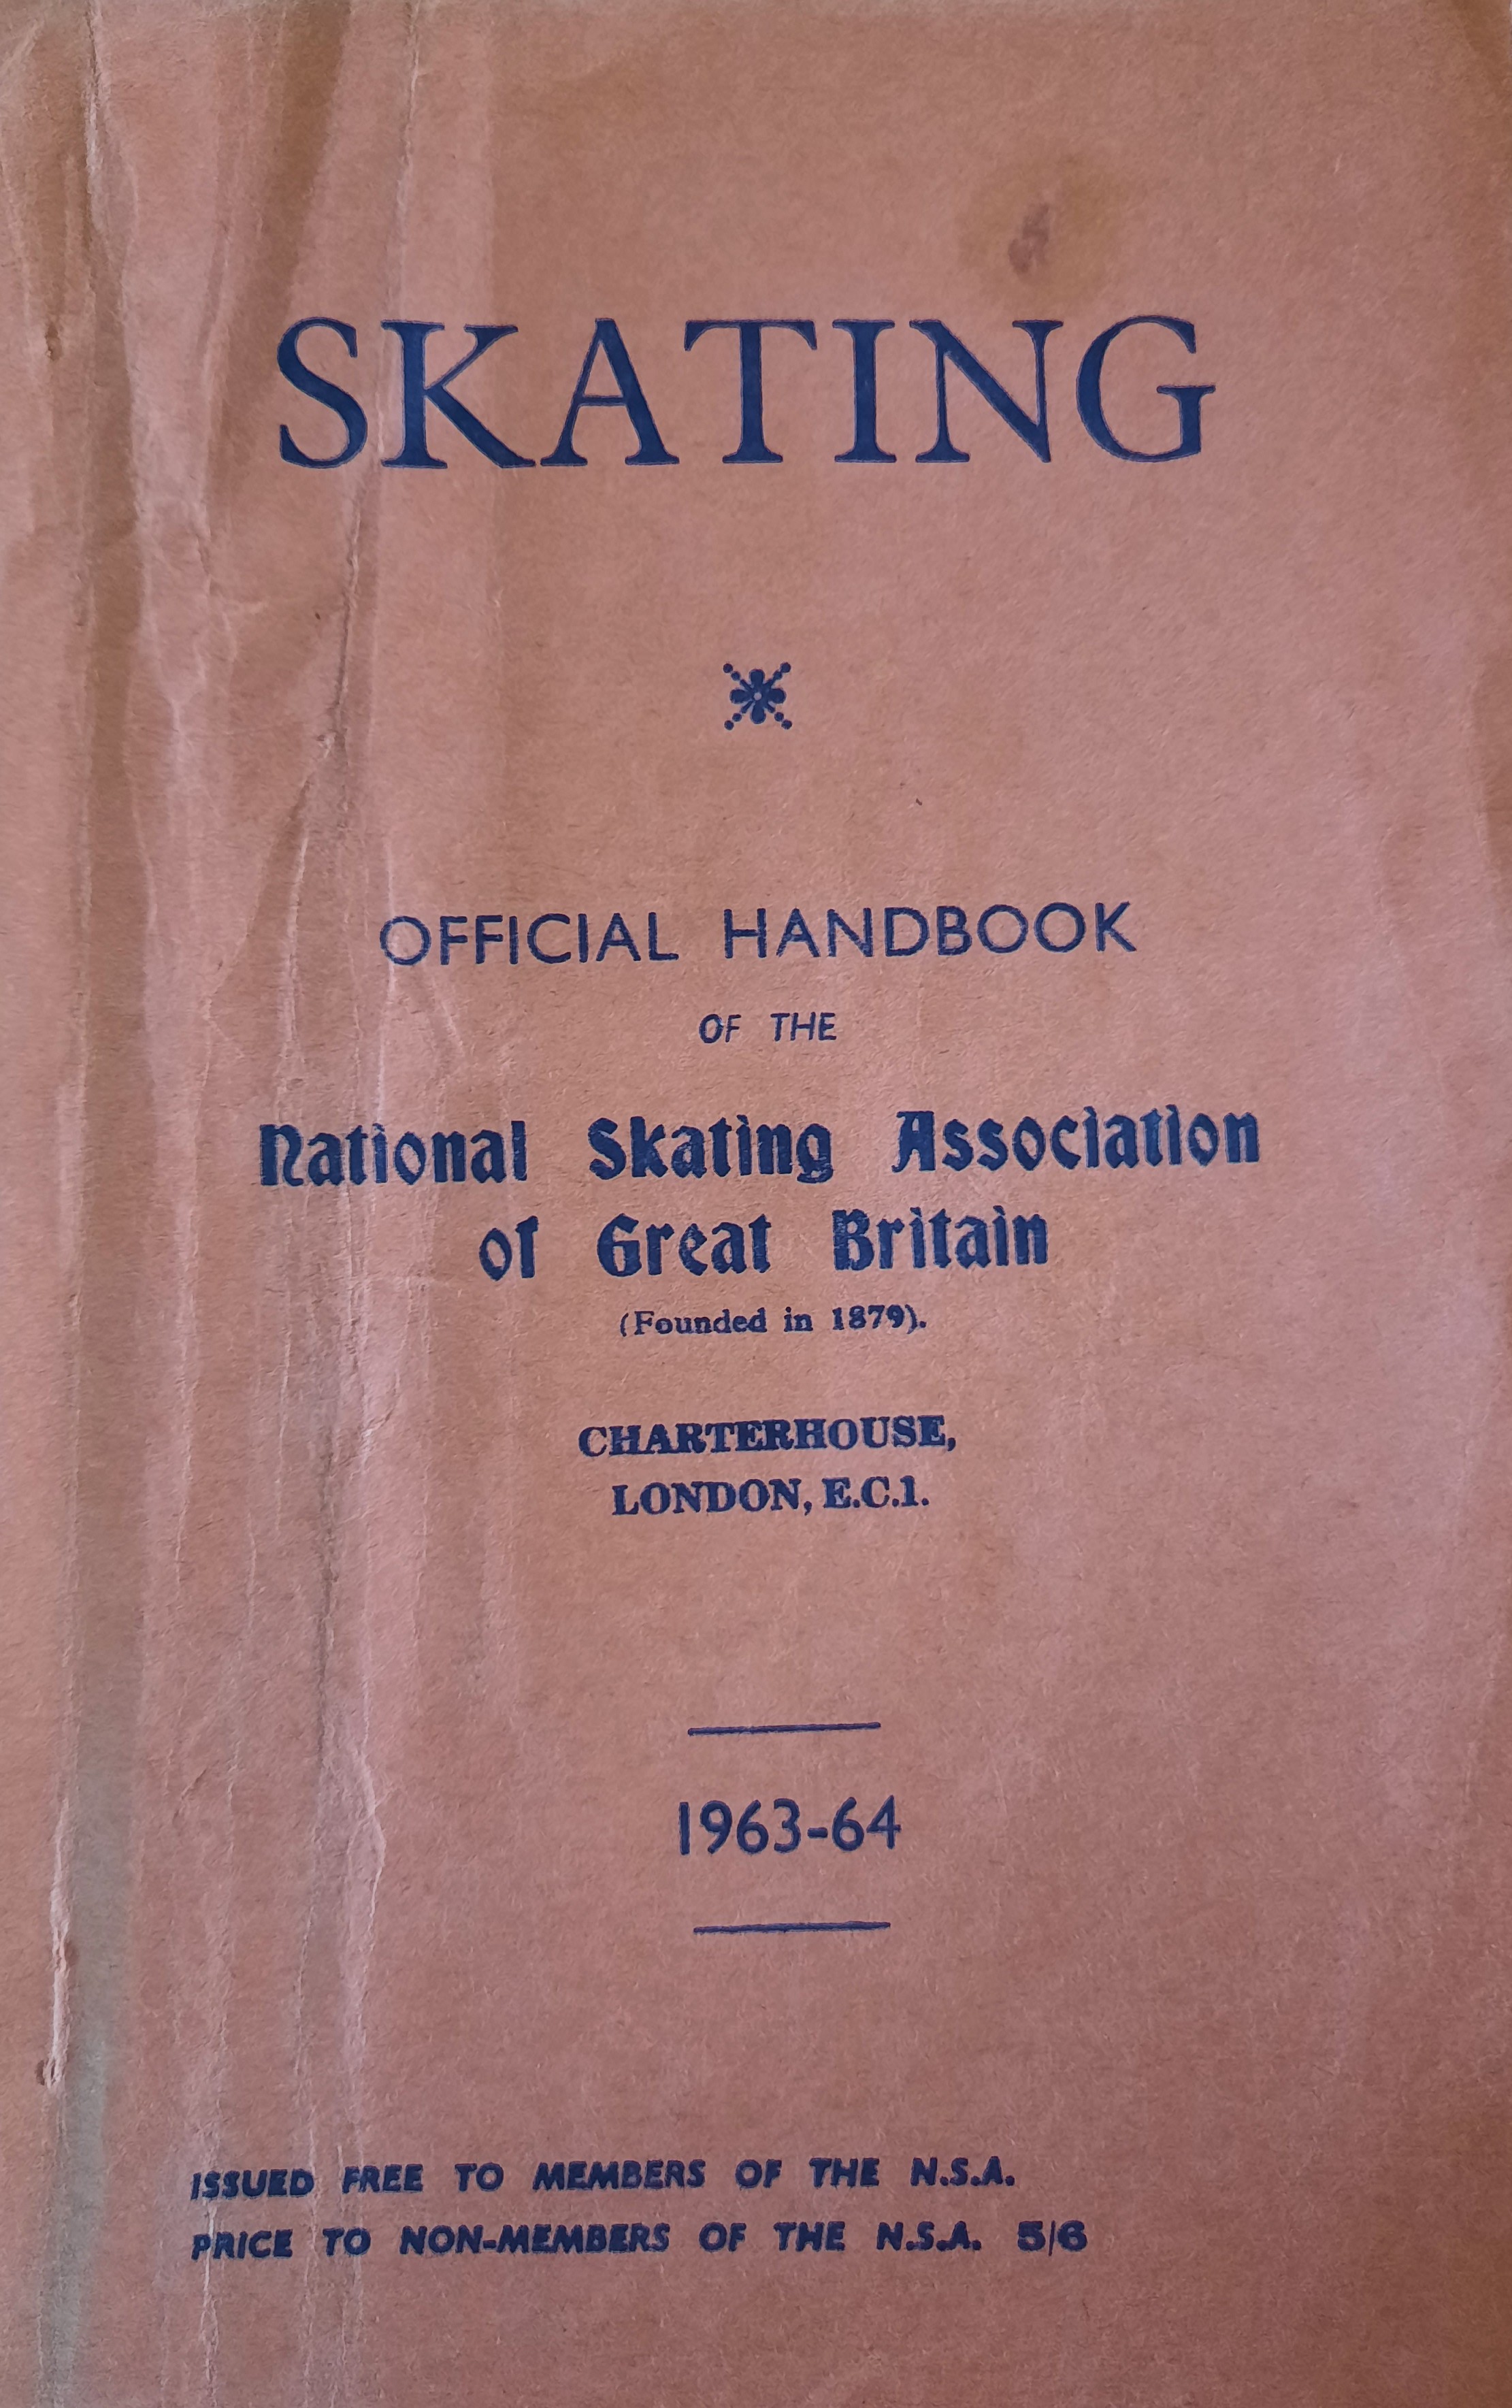 SKATING
OFFICIAL HANDBOOK
OF THE
National Skating Association
of Great Britain
(Founded in 1879).
CHARTERHOUSE,
LONDON, E.C.1.
1963-64
ISSUED FREE TO MEMBERS OF THE N.S.A.
PRICE TO NON-MEMBERS OF THE N.S.A. 5/6